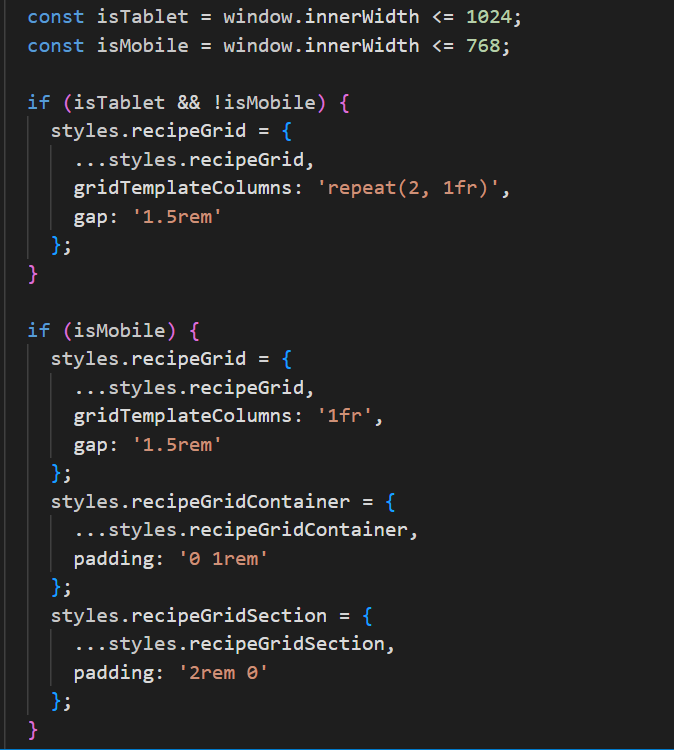 const isTablet = window.innerWidth <= 1024;
const isMobile = window.innerWidth <= 768;

if (isTablet && !isMobile) {
  styles.recipeGrid = {
    ...styles.recipeGrid,
    gridTemplateColumns: 'repeat(2, 1fr)',
    gap: '1.5rem'
  };
}

if (isMobile) {
  styles.recipeGrid = {
    ...styles.recipeGrid,
    gridTemplateColumns: '1fr',
    gap: '1.5rem'
  };
  styles.recipeGridContainer = {
    ...styles.recipeGridContainer,
    padding: '0 1rem'
  };
  styles.recipeGridSection = {
    ...styles.recipeGridSection,
    padding: '2rem 0'
  };
}